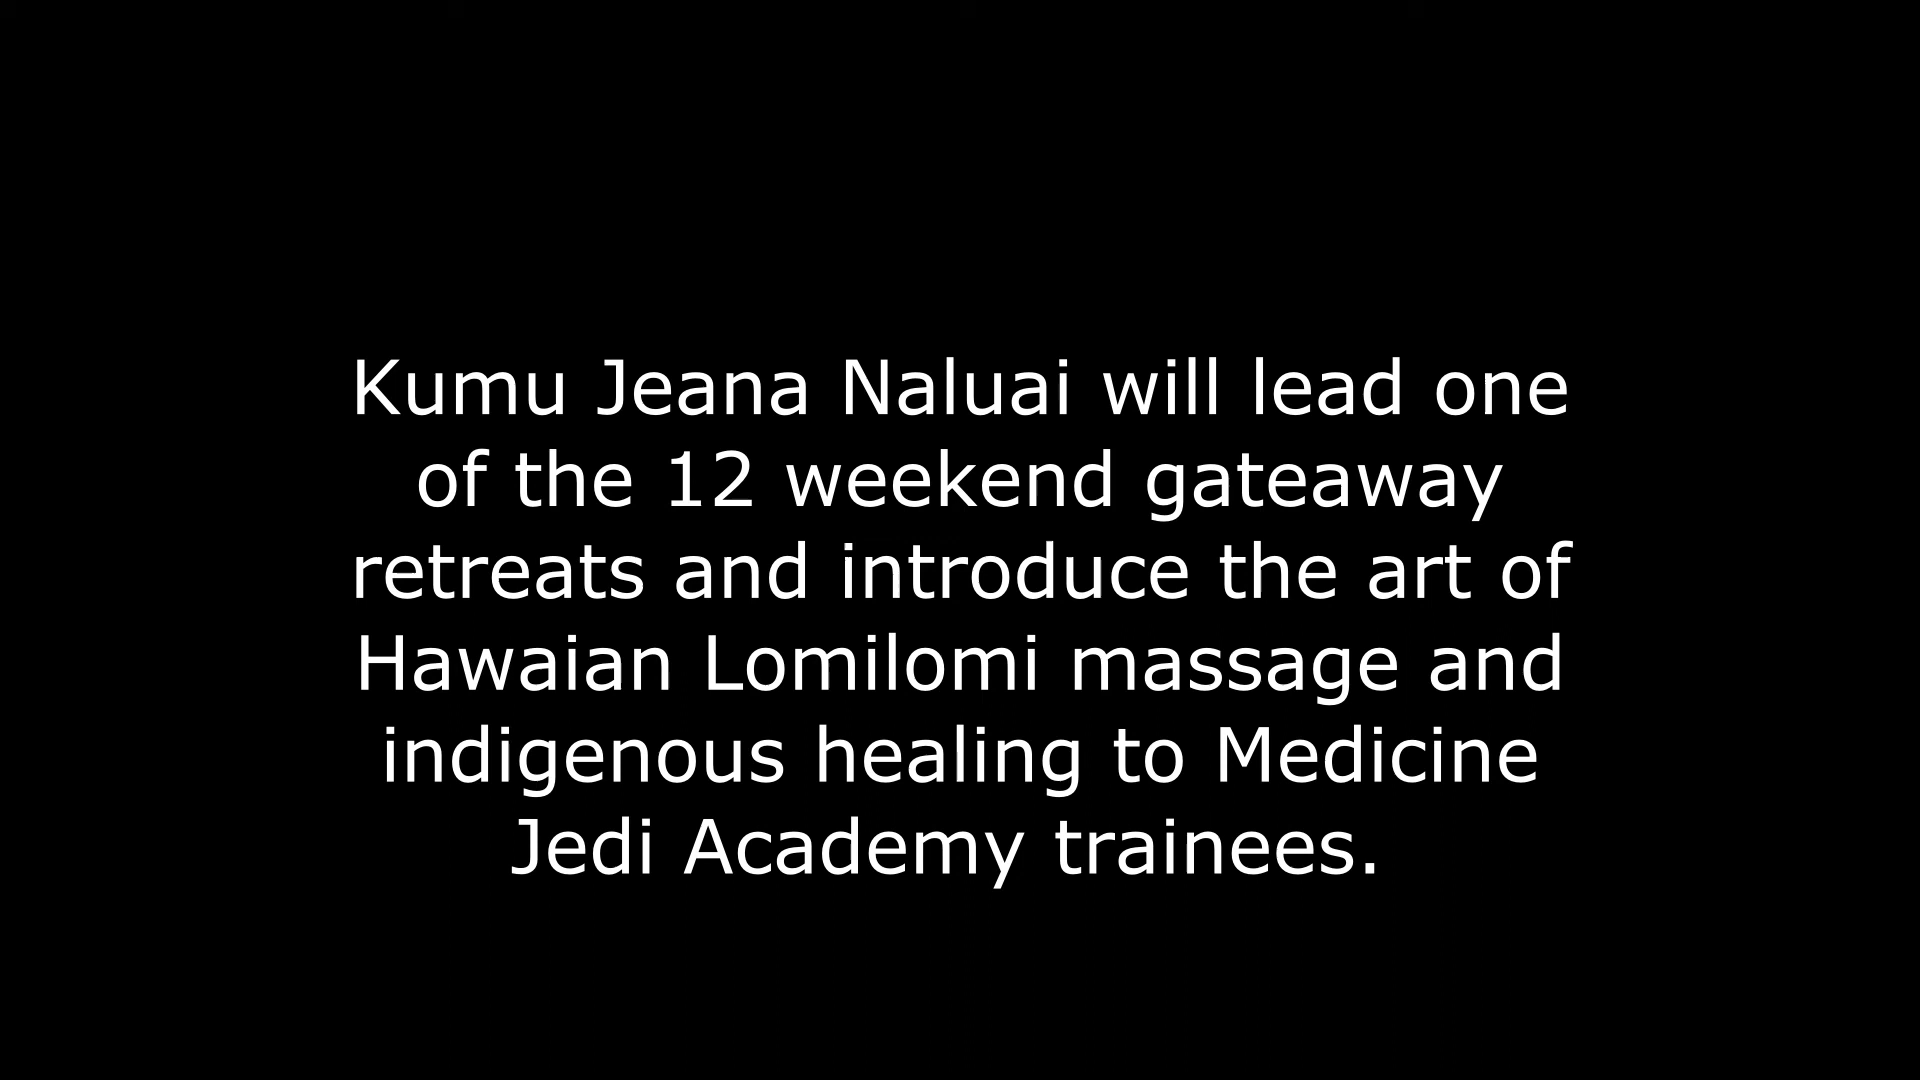 Kumu Jeana Naluai will lead one
of the 12 weekend gateaway
retreats and introduce the art of
Hawaian Lomilomi massage and
indigenous healing to Medicine
Jedi Academy trainees.